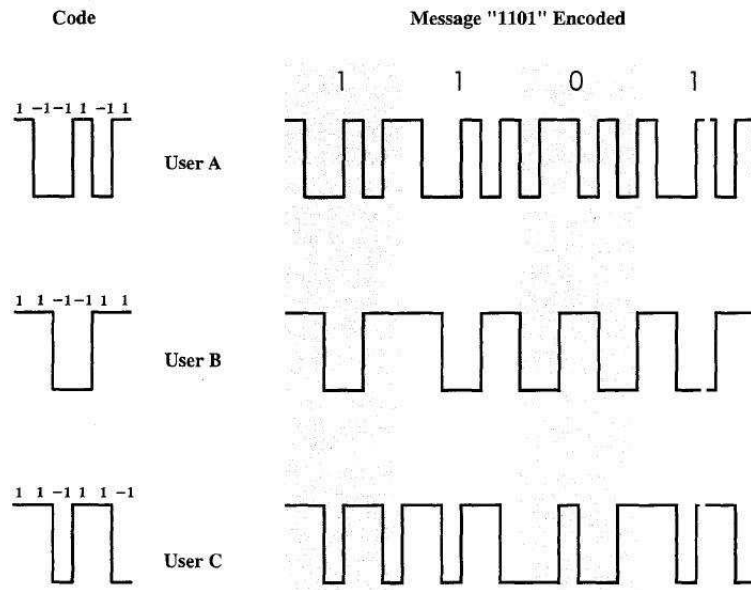 Code Message "1101" Encoded
1 1 0 1
1 -1 -1 1 -1 1
User A
1 1 -1 -1 1 1
User B
1 1 -1 1 1 -1
User C